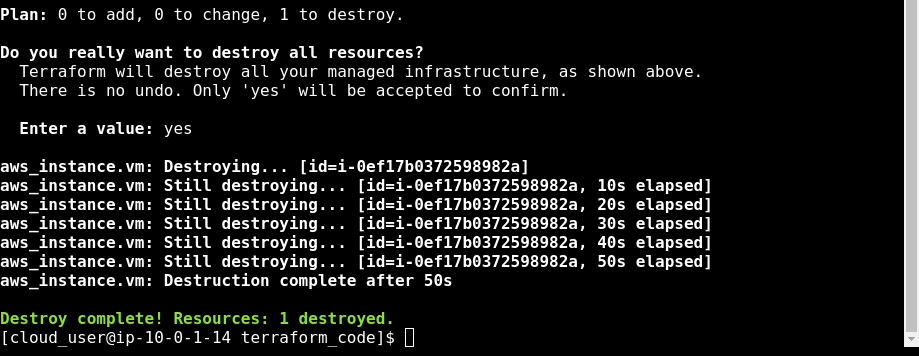 Plan: 0 to add, 0 to change, 1 to destroy.
Do you really want to destroy all resources?
Terraform will destroy all your managed infrastructure, as shown above.
There is no undo. Only 'yes' will be accepted to confirm.
Enter a value: yes
aws_instance.vm: Destroying... [id=i-0ef17b0372598982a]
aws_instance.vm: Still destroying... [id=i-0ef17b0372598982a, 10s elapsed]
aws_instance.vm: Still destroying... [id=i-0ef17b0372598982a, 20s elapsed]
aws_instance.vm: Still destroying... [id=i-0ef17b0372598982a, 30s elapsed]
aws_instance.vm: Still destroying... [id=i-0ef17b0372598982a, 40s elapsed]
aws_instance.vm: Still destroying... [id=i-0ef17b0372598982a, 50s elapsed]
aws_instance.vm: Destruction complete after 50s
Destroy complete! Resources: 1 destroyed.
[cloud_user@ip-10-0-1-14 terraform_code]$